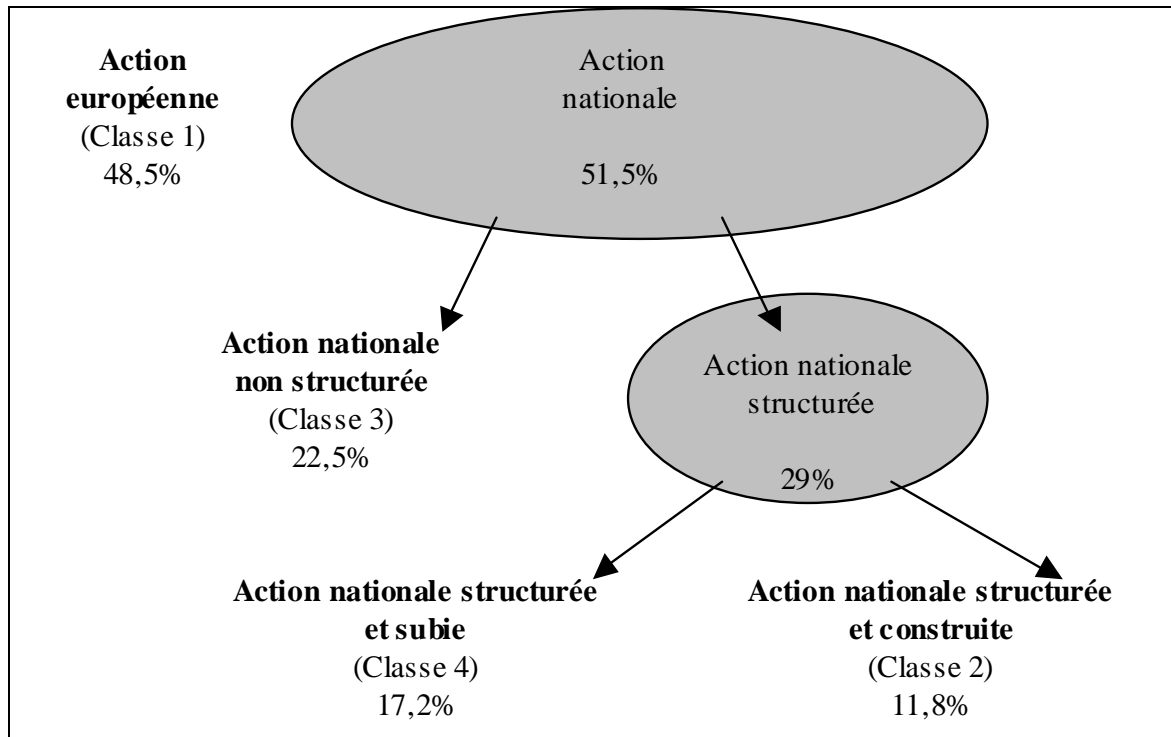 Action
européenne
(Classe 1)
48,5%
Action
nationale
51,5%
Action nationale
non structurée
(Classe 3)
22,5%
Action nationale
structurée
29%
Action nationale structurée
et subie
(Classe 4)
17,2%
Action nationale structurée
et construite
(Classe 2)
11,8%